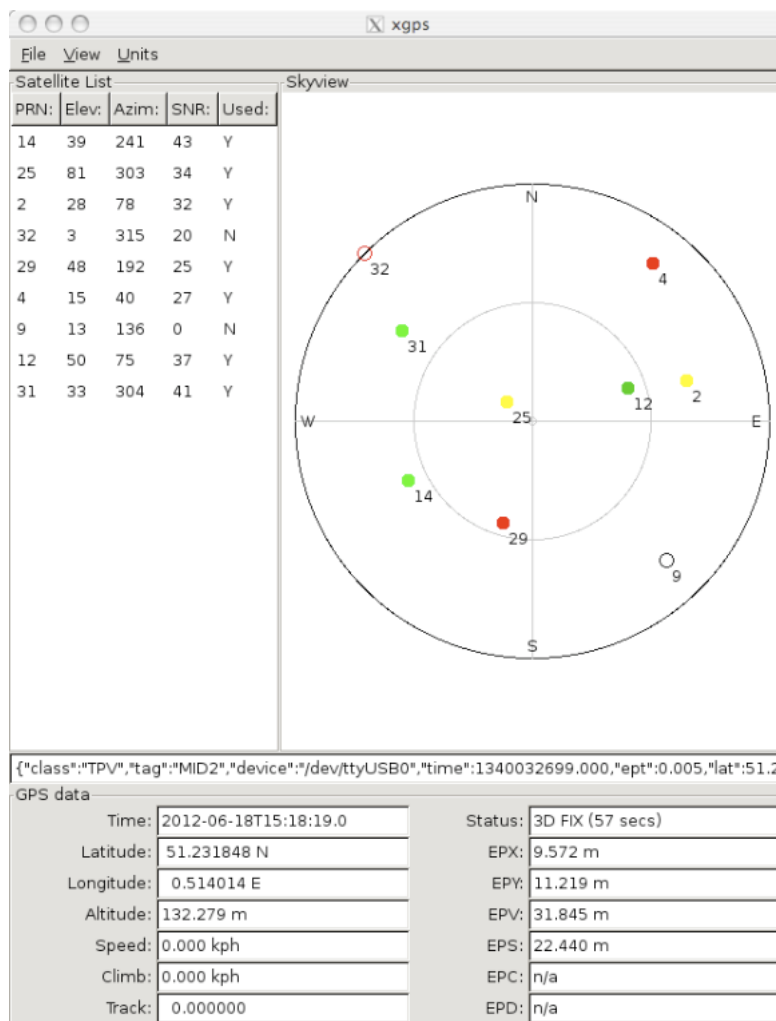 xgps
File View Units
Satellite List
PRN: Elev: Azim: SNR: Used:
14 39 241 43 Y
25 81 303 34 Y
2 28 78 32 Y
32 3 315 20 N
29 48 192 25 Y
4 15 40 27 Y
9 13 136 0 N
12 50 75 37 Y
31 33 304 41 Y
Skyview
N
32
4
31
12
2
25
W
E
14
29
9
S
{"class":"TPV","tag":"MID2","device":"/dev/ttyUSB0","time":1340032699.000,"ept":0.005,"lat":51.2
GPS data
Time: 2012-06-18T15:18:19.0
Latitude: 51.231848 N
Longitude: 0.514014 E
Altitude: 132.279 m
Speed: 0.000 kph
Climb: 0.000 kph
Track: 0.000000
Status: 3D FIX (57 secs)
EPX: 9.572 m
EPY: 11.219 m
EPV: 31.845 m
EPS: 22.440 m
EPC: n/a
EPD: n/a